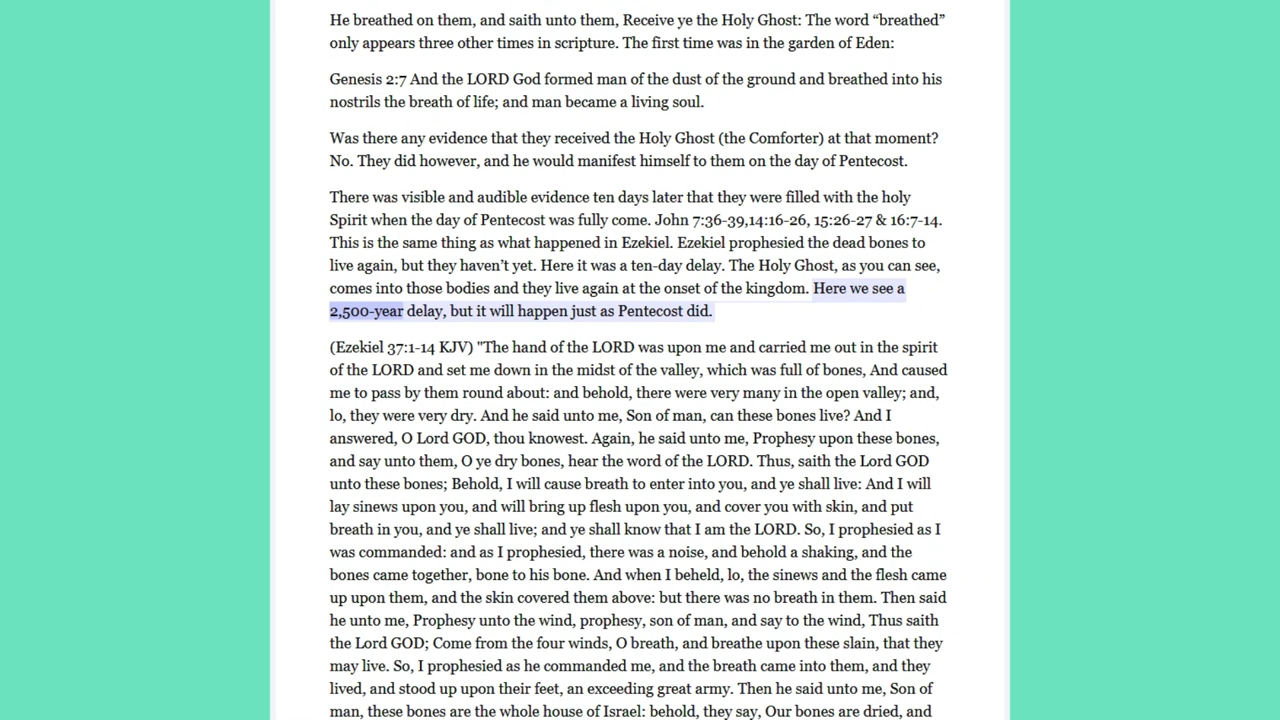 He breathed on them, and saith unto them, Receive ye the Holy Ghost: The word “breathed”
only appears three other times in scripture. The first time was in the garden of Eden:
Genesis 2:7 And the LORD God formed man of the dust of the ground and breathed into his
nostrils the breath of life; and man became a living soul.
Was there any evidence that they received the Holy Ghost (the Comforter) at that moment?
No. They did however, and he would manifest himself to them on the day of Pentecost.
There was visible and audible evidence ten days later that they were filled with the holy
Spirit when the day of Pentecost was fully come. John 7:36-39,14:16-26, 15:26-27 & 16:7-14.
This is the same thing as what happened in Ezekiel. Ezekiel prophesied the dead bones to
live again, but they haven’t yet. Here it was a ten-day delay. The Holy Ghost, as you can see,
comes into those bodies and they live again at the onset of the kingdom. Here we see a
2,500-year delay, but it will happen just as Pentecost did.
(Ezekiel 37:1-14 KJV) "The hand of the LORD was upon me and carried me out in the spirit
of the LORD and set me down in the midst of the valley, which was full of bones, And caused
me to pass by them round about: and behold, there were very many in the open valley; and,
lo, they were very dry. And he said unto me, Son of man, can these bones live? And I
answered, O Lord GOD, thou knowest. Again, he said unto me, Prophesy upon these bones,
and say unto them, O ye dry bones, hear the word of the LORD. Thus, saith the Lord GOD
unto these bones; Behold, I will cause breath to enter into you, and ye shall live: And I will
lay sinews upon you, and will bring up flesh upon you, and cover you with skin, and put
breath in you, and ye shall live; and ye shall know that I am the LORD. So, I prophesied as I
was commanded: and as I prophesied, there was a noise, and behold a shaking, and the
bones came together, bone to his bone. And when I beheld, lo, the sinews and the flesh came
up upon them, and the skin covered them above: but there was no breath in them. Then said
he unto me, Prophesy unto the wind, prophesy, son of man, and say to the wind, Thus saith
the Lord GOD; Come from the four winds, O breath, and breathe upon these slain, that they
may live. So, I prophesied as he commanded me, and the breath came into them, and they
lived, and stood up upon their feet, an exceeding great army. Then he said unto me, Son of
man, these bones are the whole house of Israel: behold, they say, Our bones are dried, and